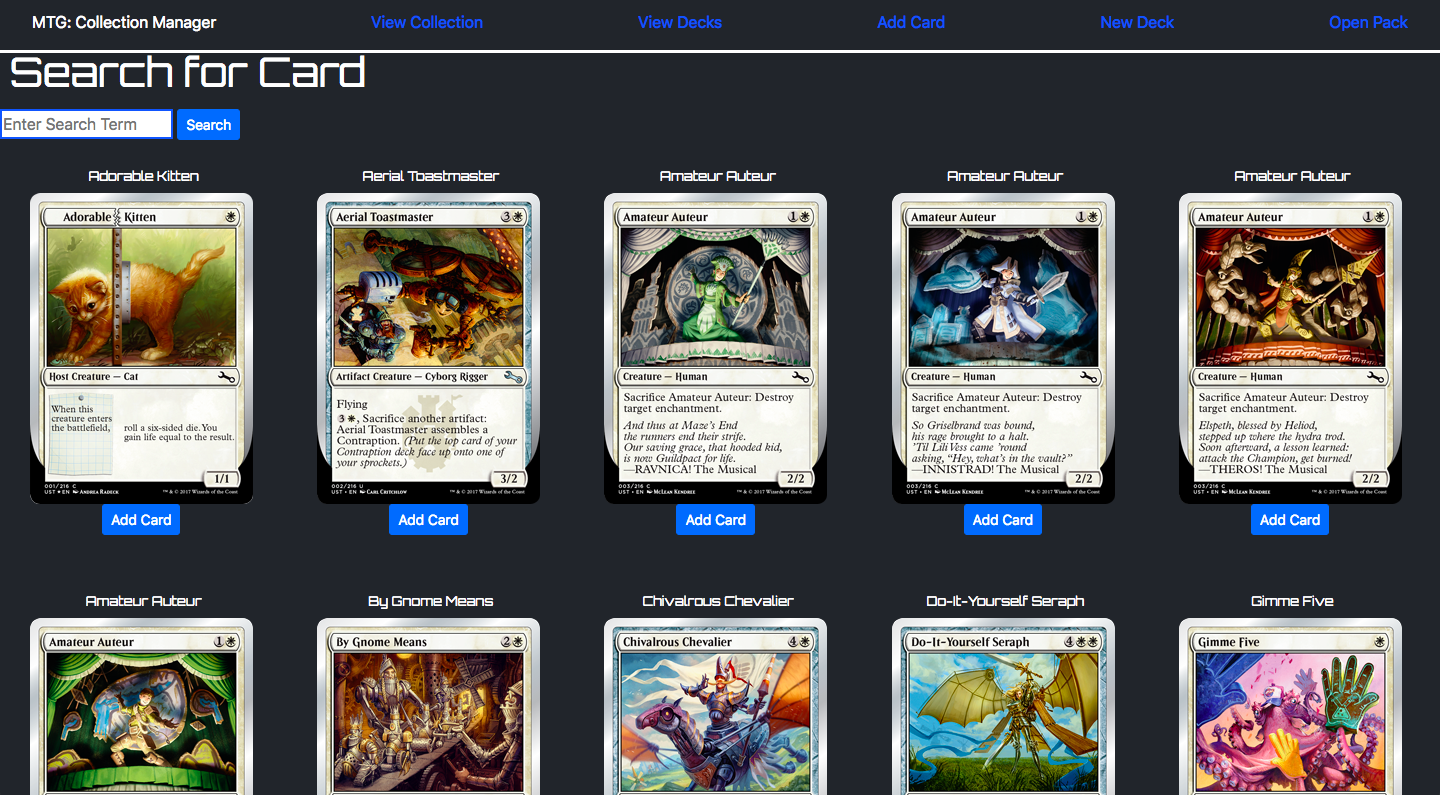 MTG: Collection Manager View Collection View Decks Add Card New Deck Open Pack
Search for Card
Enter Search Term Search
Adorable Kitten Aerial Toastmaster Amateur Auteur Amateur Auteur Amateur Auteur
Adorable Kitten
Host Creature — Cat
When this
creature enters
the battlefield,
roll a six-sided die. You
gain life equal to the result.
1/1
001/216 C
UST • EN ANDREA RADECK ™ & © 2017 Wizards of the Coast
Aerial Toastmaster 3
Artifact Creature — Cyborg Rigger
Flying
3, Sacrifice another artifact:
Aerial Toastmaster assembles a
Contraption. (Put the top card of your
Contraption deck face up onto one of
your sprockets.)
3/2
002/216 U
UST • EN CARL CRITCHLOW ™ & © 2017 Wizards of the Coast
Amateur Auteur 1
Creature — Human
Sacrifice Amateur Auteur: Destroy
target enchantment.
And thus at Maze's End
the runners end their strife.
Our saving grace, that hooded kid,
is now Guildpact for life.
—RAVNICA! The Musical
2/2
003/216 C
UST • EN MCLEAN KENDREE ™ & © 2017 Wizards of the Coast
Amateur Auteur 1
Creature — Human
Sacrifice Amateur Auteur: Destroy
target enchantment.
So Griselbrand was bound,
his rage brought to a halt.
'Til Lili Vess came 'round
asking, “Hey, what's in the vault?”
—INNISTRAD! The Musical
2/2
003/216 C
UST • EN MCLEAN KENDREE ™ & © 2017 Wizards of the Coast
Amateur Auteur 1
Creature — Human
Sacrifice Amateur Auteur: Destroy
target enchantment.
Elspeth, blessed by Heliod,
stepped up where the hydra trod.
Soon afterward, a lesson learned:
attack the Champion, get burned!
—THEROS! The Musical
2/2
003/216 C
UST • EN MCLEAN KENDREE ™ & © 2017 Wizards of the Coast
Add Card Add Card Add Card Add Card Add Card
Amateur Auteur By Gnome Means Chivalrous Chevalier Do-It-Yourself Seraph Gimme Five
Amateur Auteur 1 By Gnome Means 2 Chivalrous Chevalier 4 Do-It-Yourself Seraph 4 Gimme Five